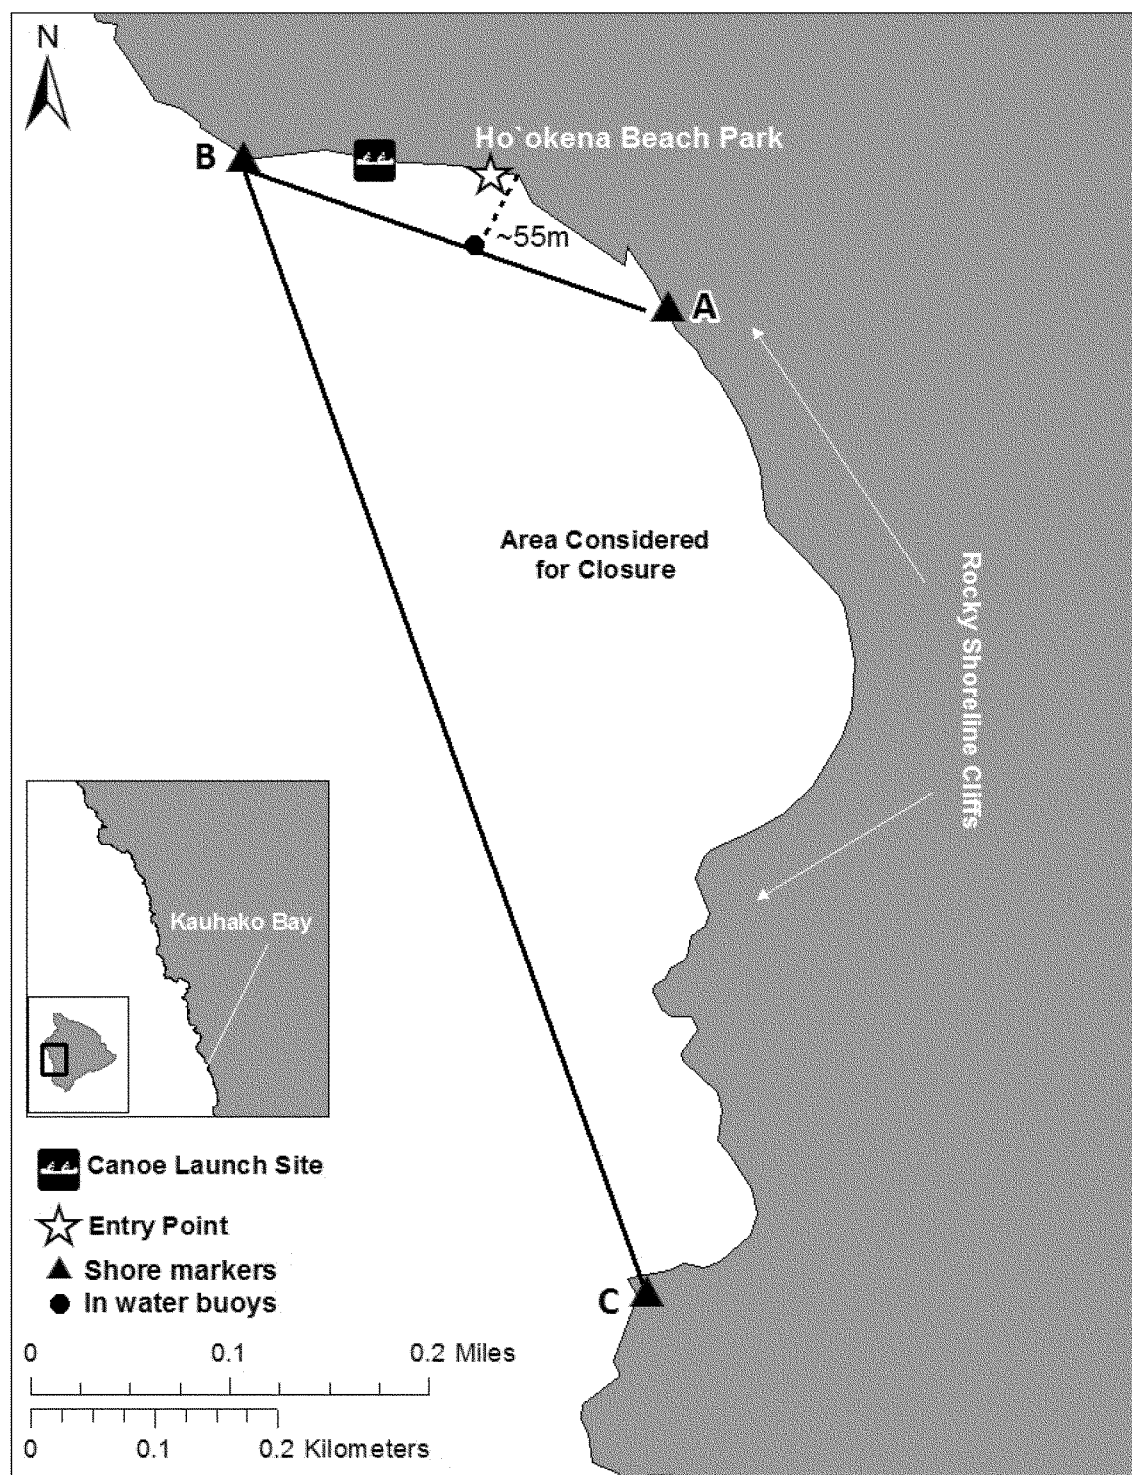 N
Ho`okena Beach Park
B
~55m
A
Area Considered
for Closure
Rocky Shoreline Cliffs
Kauhako Bay
Canoe Launch Site
Entry Point
Shore markers
In water buoys
C
0 0.1 0.2 Miles
0 0.1 0.2 Kilometers